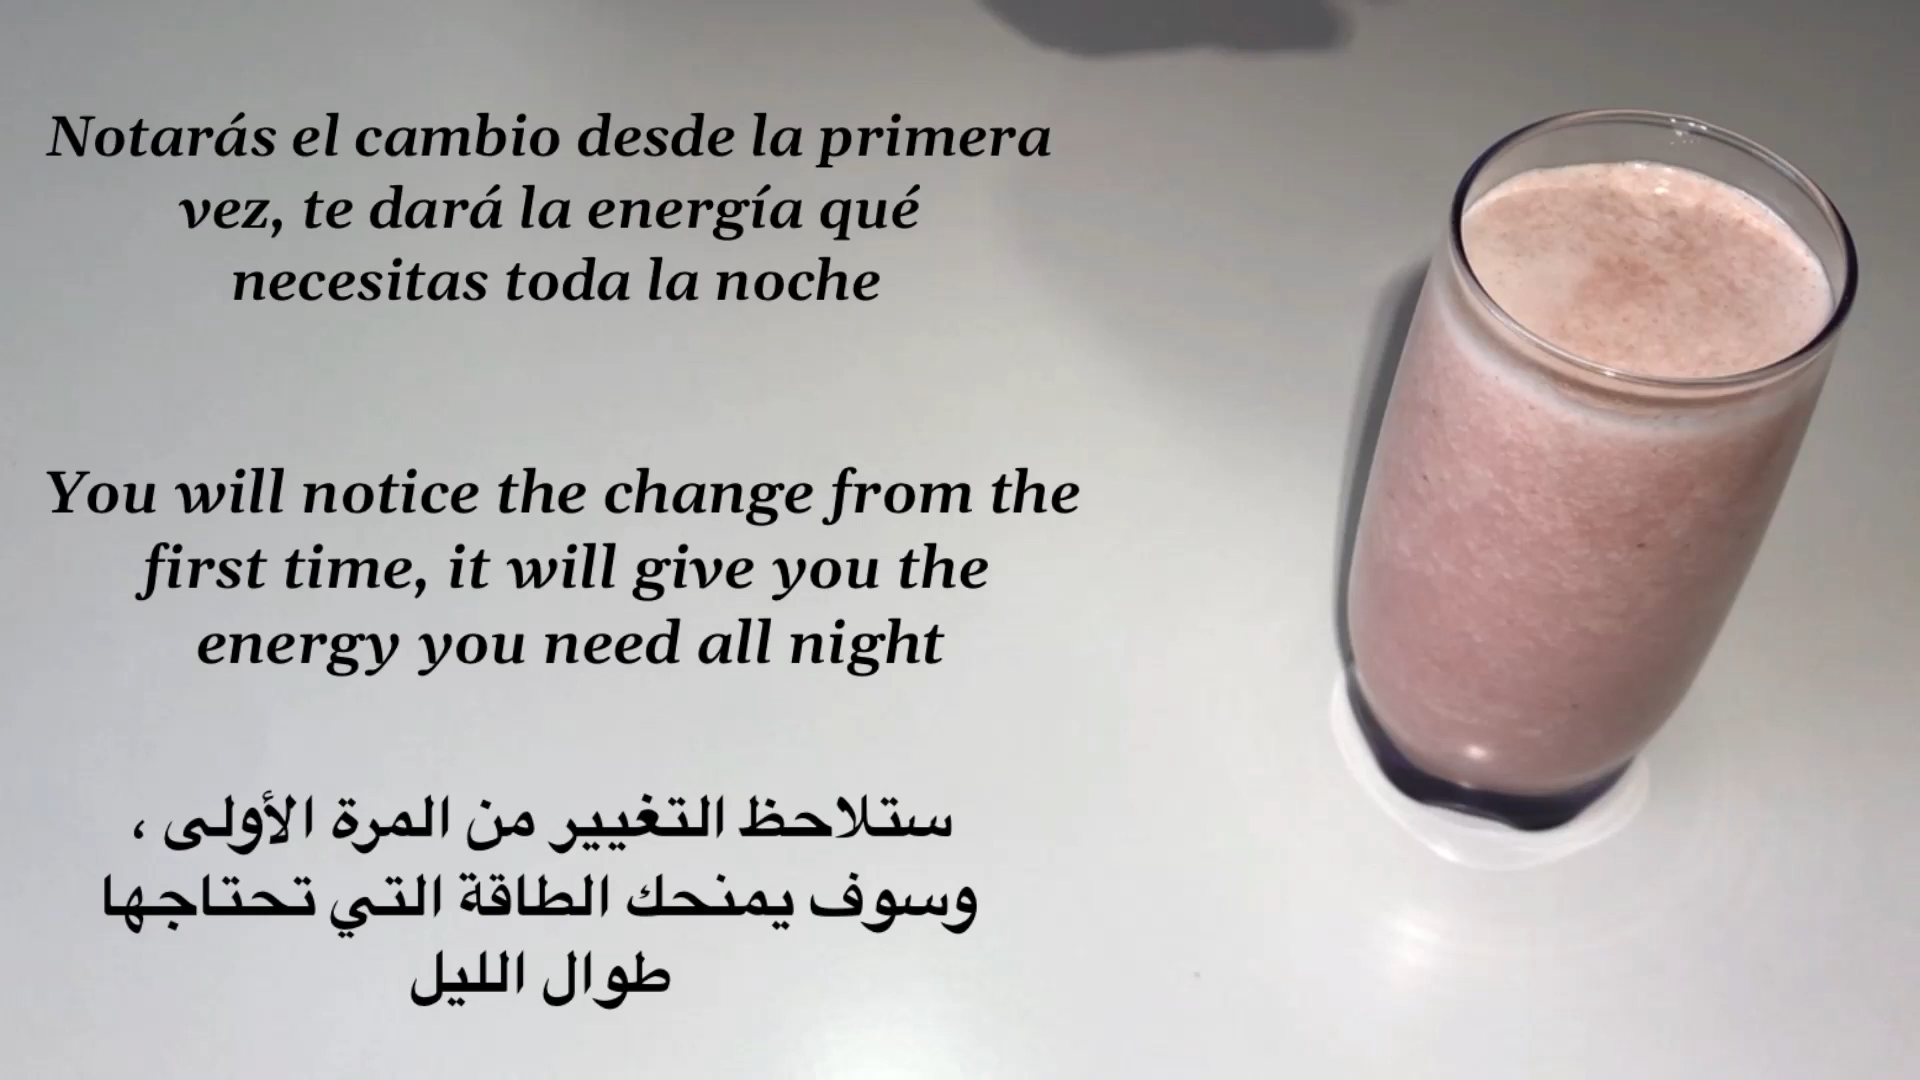 Notarás el cambio desde la primera
vez, te dará la energía qué
necesitas toda la noche
You will notice the change from the
first time, it will give you the
energy you need all night
ستلاحظ التغيير من المرة الأولى ،
وسوف يمنحك الطاقة التي تحتاجها
طوال الليل